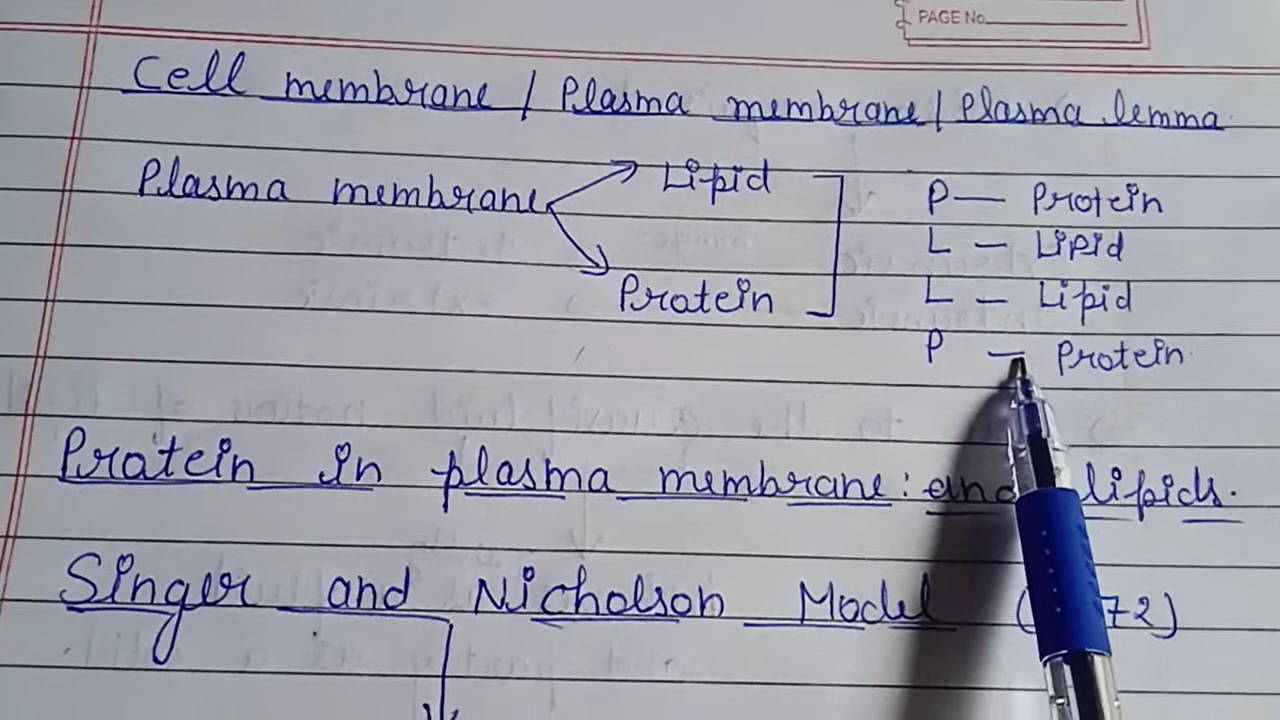 PAGE No.
Cell membrane / Plasma membrane / Plasma lemma
Plasma membrane Lipid
Protein
P — Protein
L — Lipid
L — Lipid
P — Protein
Protein in plasma membrane: and lipids.
Singer and Nicholson Model ( 72)